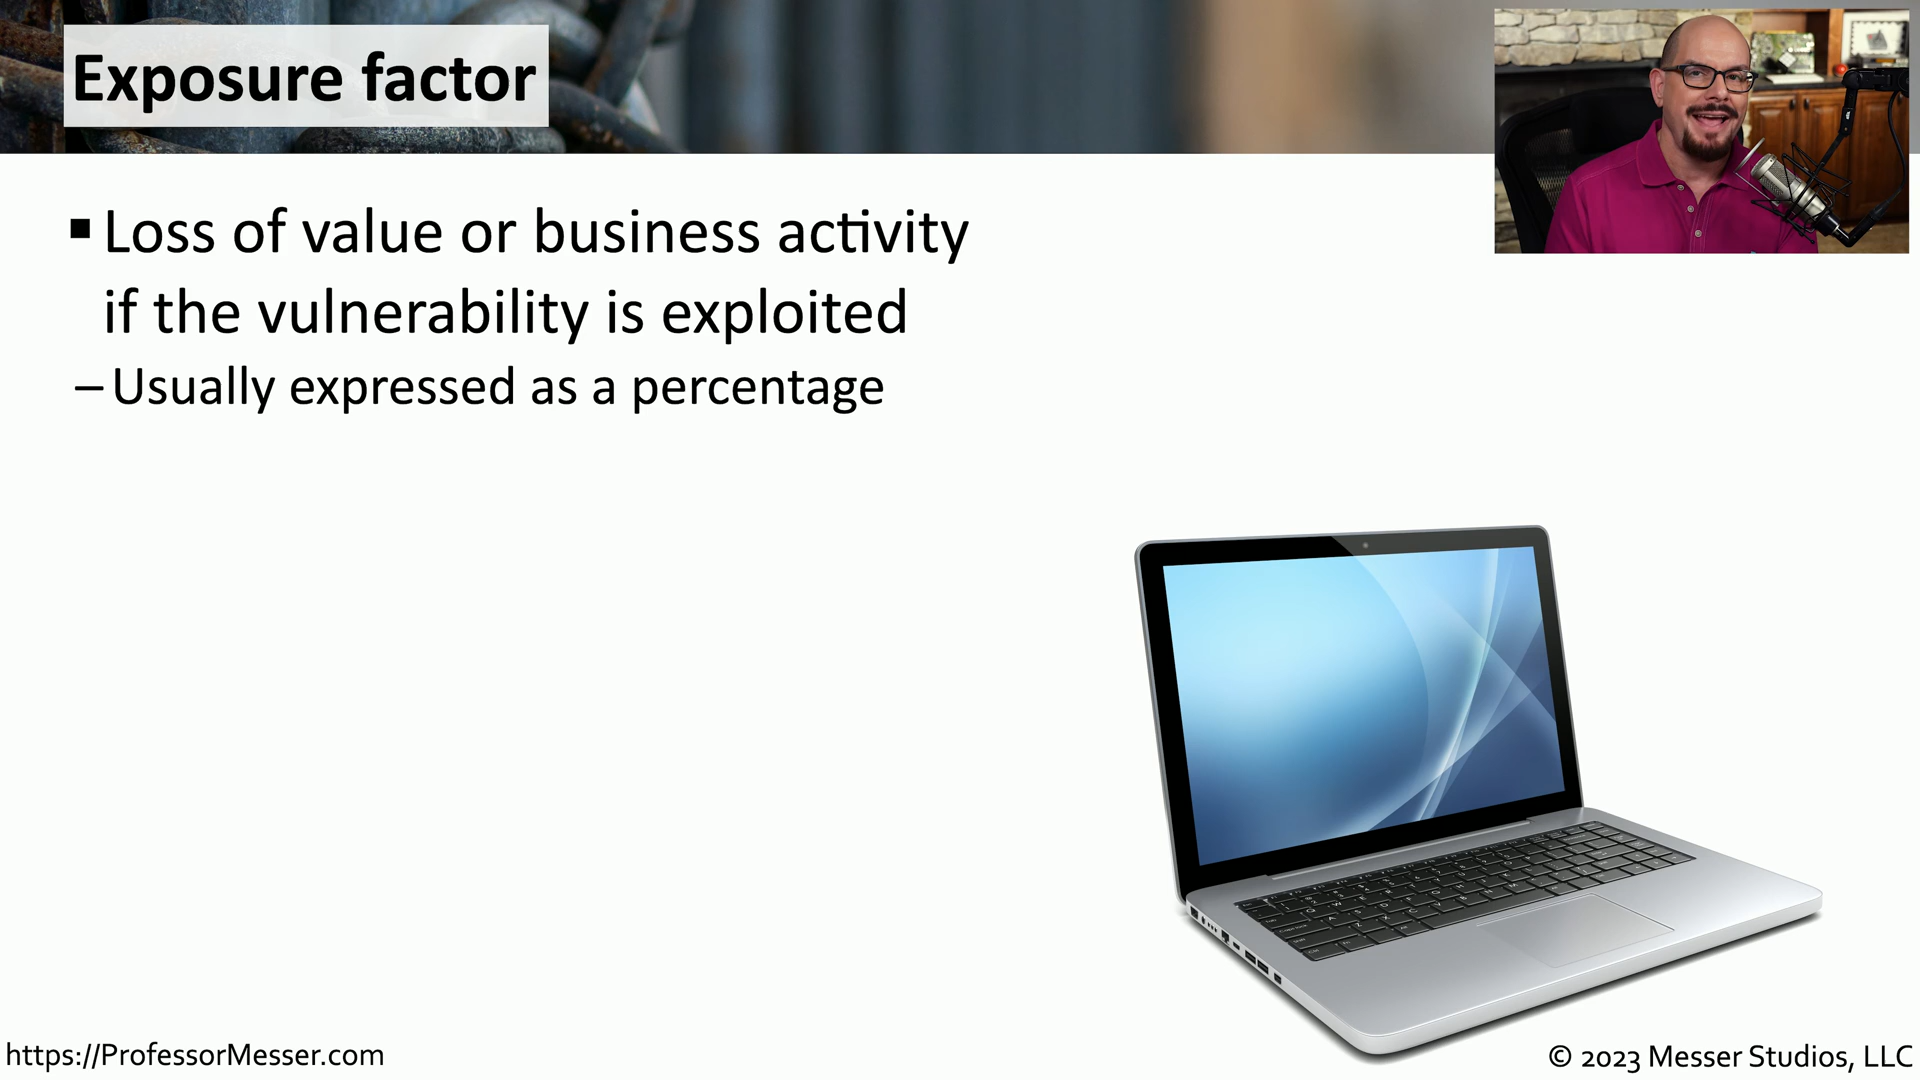 Exposure factor
▪ Loss of value or business activity
if the vulnerability is exploited
– Usually expressed as a percentage
https://ProfessorMesser.com
© 2023 Messer Studios, LLC